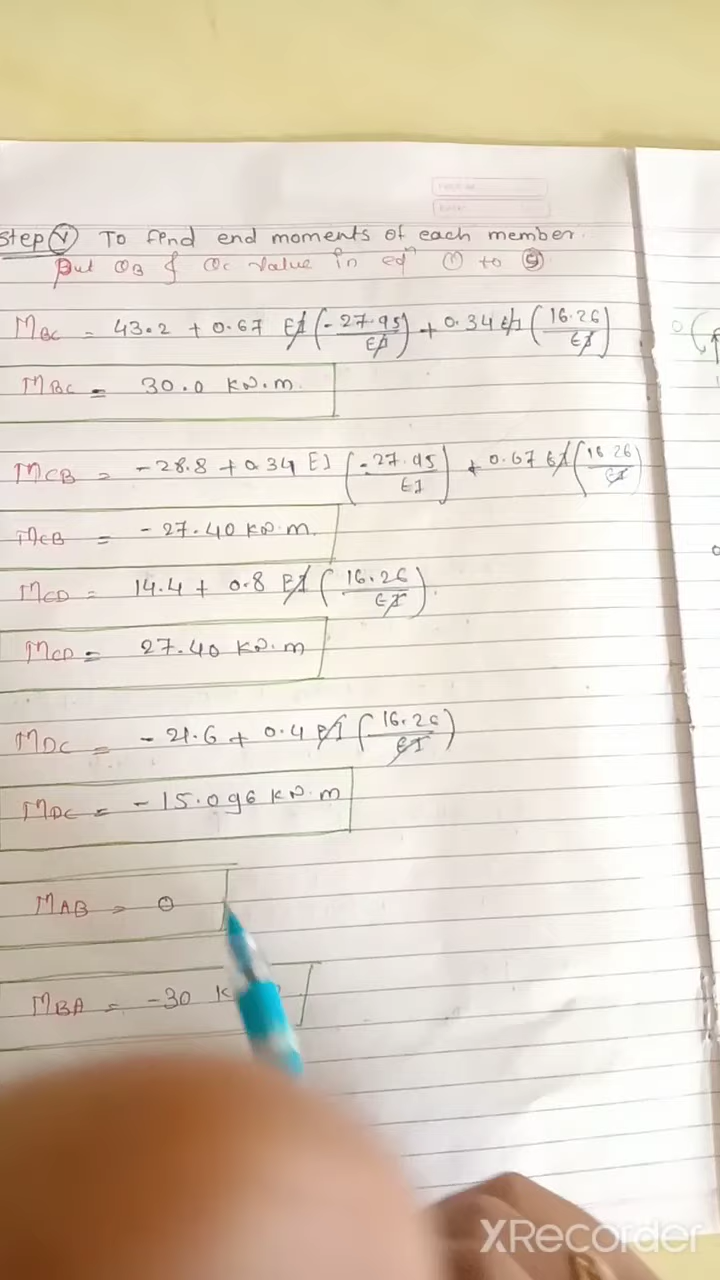 Step V To find end moments of each member.
Put θB & θc value in eqn ① to ⑤
MBC = 43.2 + 0.67 EI (-27.95/EI) + 0.34 EI (16.26/EI)
MBC = 30.0 KN.m.
MCB = -28.8 + 0.34 EI (-27.95/EI) + 0.67 EI (16.26/EI)
MCB = -27.40 KN.m.
MCD = 14.4 + 0.8 EI (16.26/EI).
MCD = 27.40 KN.m
MDC = -21.6 + 0.4 EI (16.26/EI)
MDC = -15.096 KN.m
MAB = 0
MBA = -30 K
XRecorder